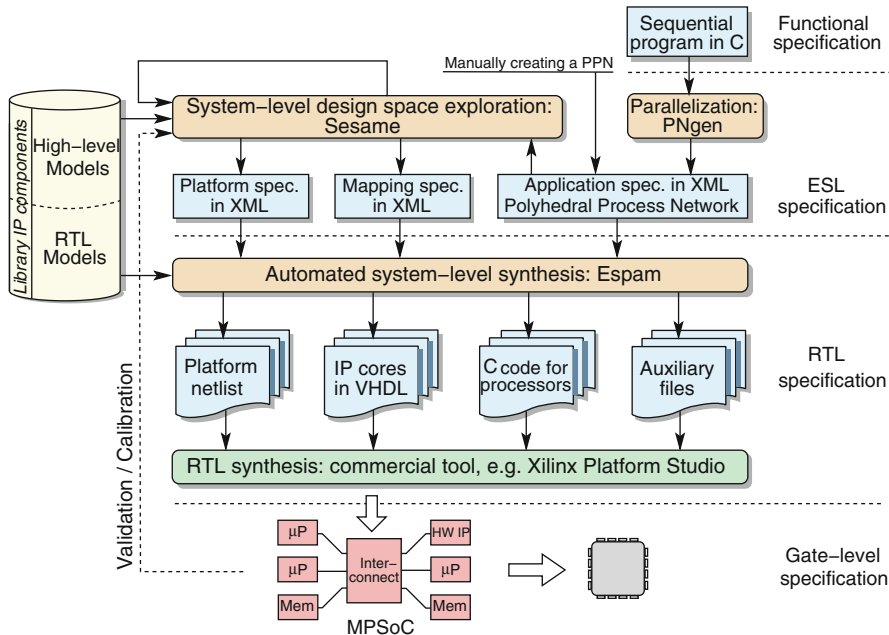 Sequential
program in C
Functional
specification
Manually creating a PPN
System-level design space exploration:
Sesame
Parallelization:
PNgen
Library IP components
High-level
Models
RTL
Models
Platform spec.
in XML
Mapping spec.
in XML
Application spec. in XML
Polyhedral Process Network
ESL
specification
Automated system-level synthesis: Espam
Platform
netlist
IP cores
in VHDL
C code for
processors
Auxiliary
files
RTL
specification
Validation / Calibration
RTL synthesis: commercial tool, e.g. Xilinx Platform Studio
μP
μP
Mem
Inter-
connect
HW IP
μP
Mem
MPSoC
Gate-level
specification